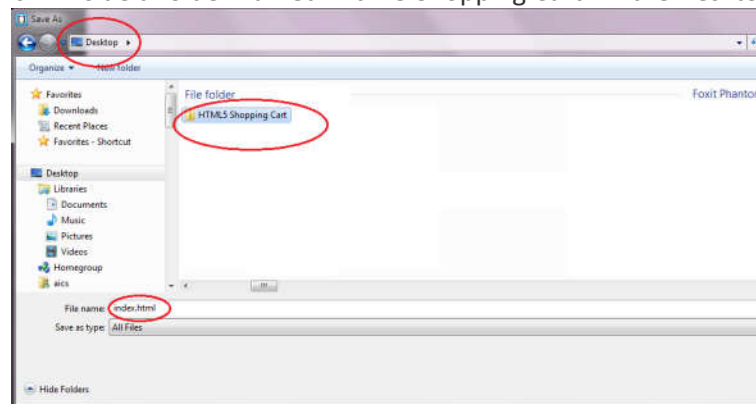 Save As
Desktop
Organize New folder
Favorites
Downloads
Recent Places
Favorites - Shortcut
Desktop
Libraries
Documents
Music
Pictures
Videos
Homegroup
aics
File folder
HTML5 Shopping Cart
Foxit Phantom
File name: index.html
Save as type: All Files
Hide Folders